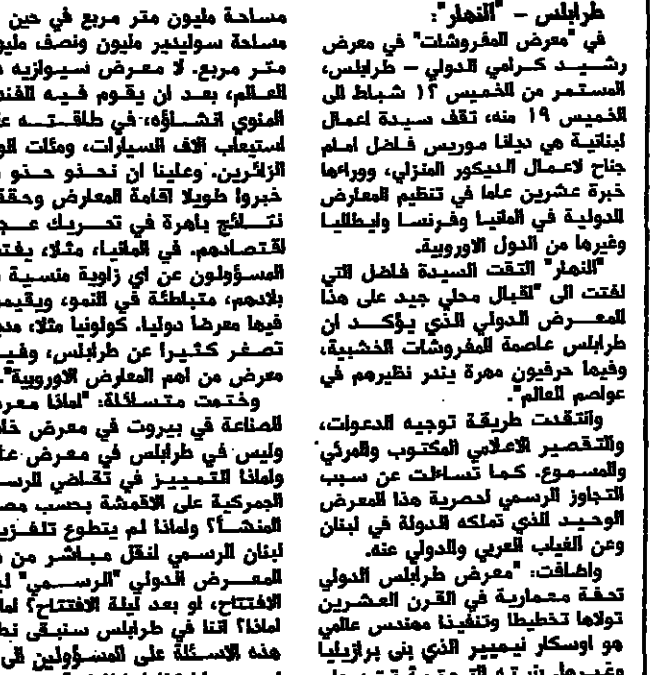 طرابلس – "النهار":
في "معرض المفروشات" في معرض
رشيد كرامي الدولي – طرابلس،
المستمر من الخميس ١٢ شباط الى
الخميس ١٩ منه، تقف سيدة اعمال
لبنانية هي ديانا موريس فاضل امام
جناح لاعمال الديكور المنزلي، ووراءها
خبرة عشرين عاما في تنظيم المعارض
الدولية في المانيا وفرنسا وايطاليا
وغيرها من الدول الاوروبية.
"النهار" التقت السيدة فاضل التي
لفتت الى "اقبال محلي جيد على هذا
المعرض الدولي الذي يؤكد ان
طرابلس عاصمة المفروشات الخشبية،
وفيها حرفيون مهرة يندر نظيرهم في
عواصم العالم".
وانتقدت طريقة توجيه الدعوات،
والتقصير الاعلامي المكتوب والمرئي
والمسموع. كما تساءلت عن سبب
التجاوز الرسمي لحصرية هذا المعرض
الوحيد الذي تملكه الدولة في لبنان
وعن الغياب العربي والدولي عنه.
واضافت: "معرض طرابلس الدولي
تحفة معمارية في القرن العشرين
تولاها تخطيطا وتنفيذا مهندس عالمي
هو اوسكار نيميير الذي بنى برازيليا
مساحة مليون متر مربع في حين
مساحة سوليدير مليون ونصف
متر مربع. لا معرض سيوازيه
العالم، بعد ان يقوم فيه
المنوي انشاؤه، في طاقته
استيعاب آلاف السيارات، ومئات
الزائرين. وعلينا ان نحذو حذو
خبروا طويلا اقامة المعارض
نتائج باهرة في تحريك
اقتصادهم. في المانيا، مثلا،
المسؤولون عن اي زاوية منسية
بلادهم، متباطئة في النمو،
فيها معرضا دوليا. كولونيا مثلا،
تصغر كثيرا عن طرابلس،
معرض من اهم المعارض الاوروبية".
وختمت متسائلة: "لماذا
الصناعة في بيروت في معرض
وليس في طرابلس في معرض
ولماذا التمييز في تقاضي
الجمركية على الاقمشة بحسب
المنشأ؟ ولماذا لم يتطوع
لبنان الرسمي لنقل مباشر من
المعرض الدولي "الرسمي"
الافتتاح، او بعد ليلة الافتتاح؟
لماذا؟ اننا في طرابلس سنبقى
هذه الاسئلة على المسؤولين الى